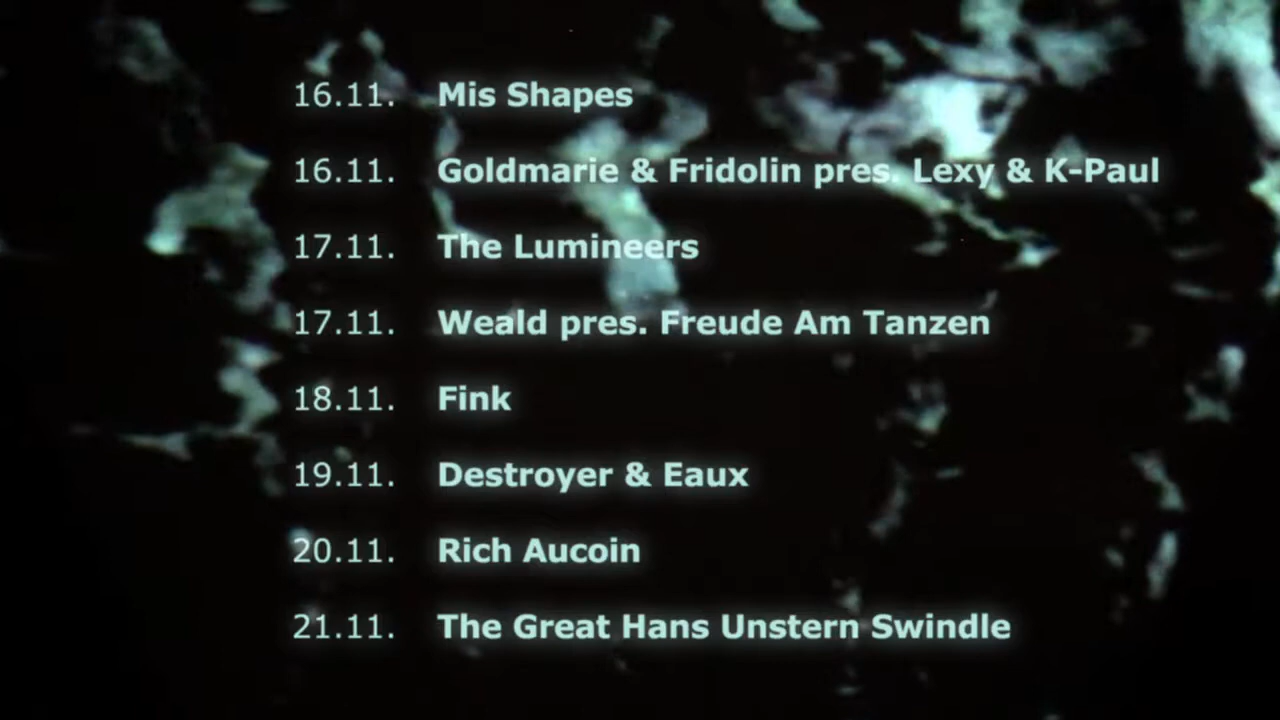 16.11. Mis Shapes
16.11. Goldmarie & Fridolin pres. Lexy & K-Paul
17.11. The Lumineers
17.11. Weald pres. Freude Am Tanzen
18.11. Fink
19.11. Destroyer & Eaux
20.11. Rich Aucoin
21.11. The Great Hans Unstern Swindle